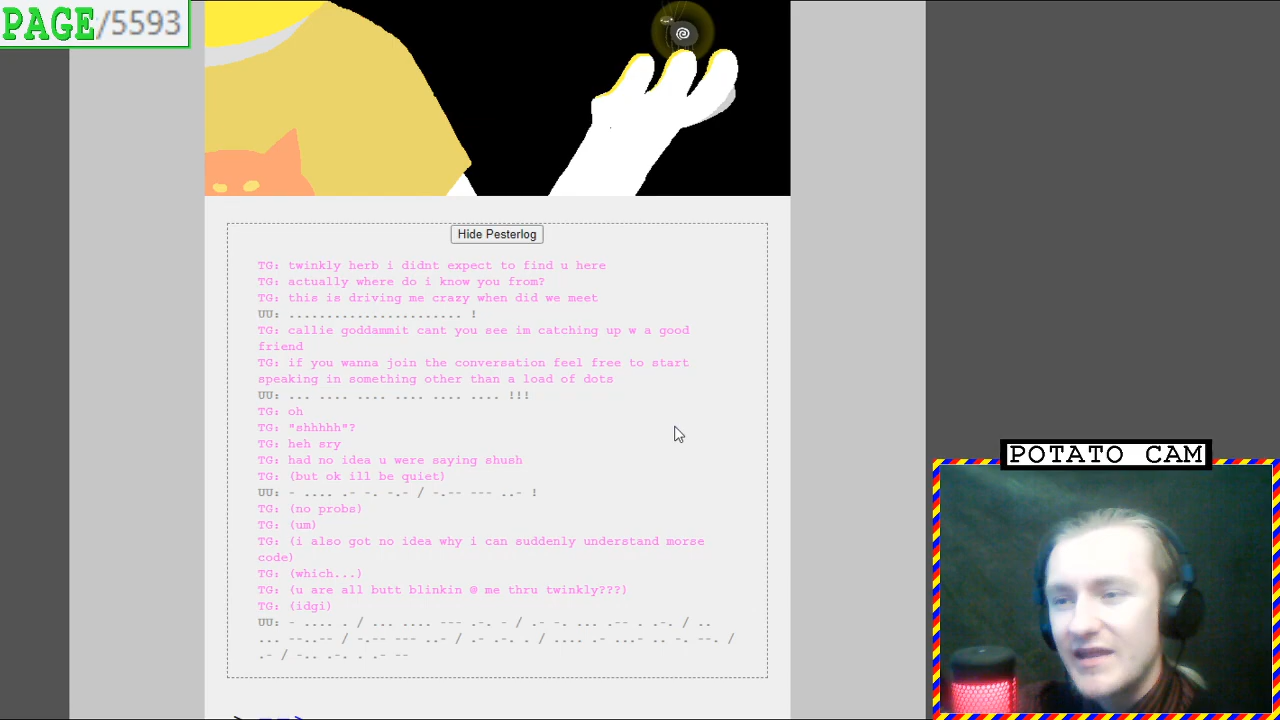 PAGE/5593
Hide Pesterlog
TG: twinkly herb i didnt expect to find u here
TG: actually where do i know you from?
TG: this is driving me crazy when did we meet
UU: ....................... !
TG: callie goddammit cant you see im catching up w a good
friend
TG: if you wanna join the conversation feel free to start
speaking in something other than a load of dots
UU: ... .... .... .... .... .... !!!
TG: oh
TG: "shhhhh"?
TG: heh sry
TG: had no idea u were saying shush
TG: (but ok ill be quiet)
UU: - .... .- -. -.- / -.-- --- ..- !
TG: (no probs)
TG: (um)
TG: (i also got no idea why i can suddenly understand morse
code)
TG: (which...)
TG: (u are all butt blinkin @ me thru twinkly???)
TG: (idgi)
UU: - .... . / ... .... --- .-. - / .- -. ... .-- . .-. / ..
... --..-- / -.-- --- ..- / .- .-. . / .... .- ...- .. -. --. /
.- / -.. .-. . .- --
POTATO CAM